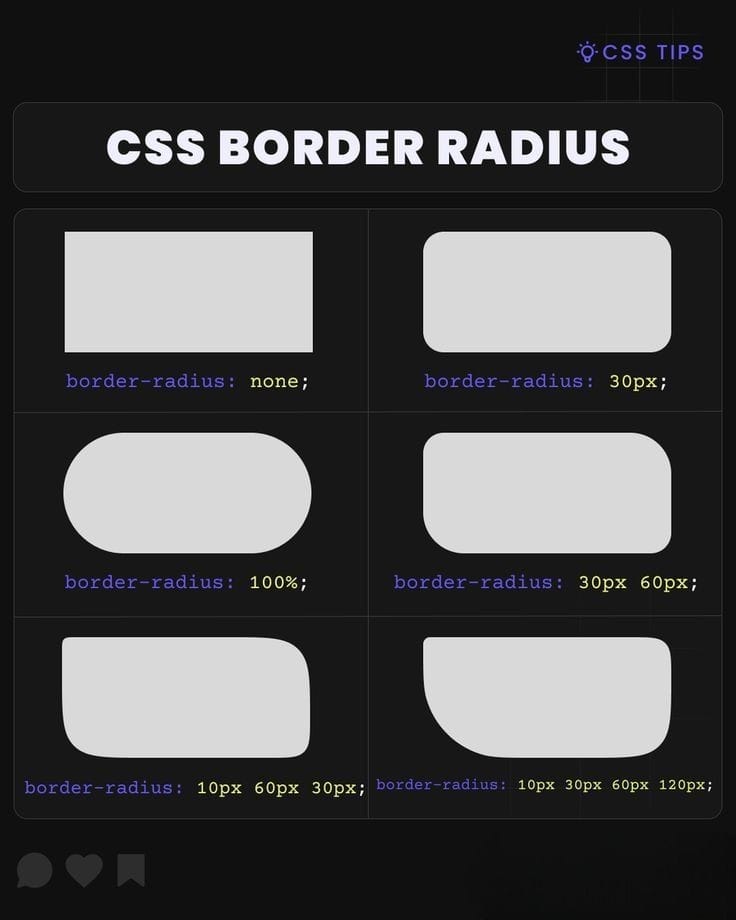 CSS TIPS
CSS BORDER RADIUS
border-radius: none;
border-radius: 30px;
border-radius: 100%;
border-radius: 30px 60px;
border-radius: 10px 60px 30px;
border-radius: 10px 30px 60px 120px;